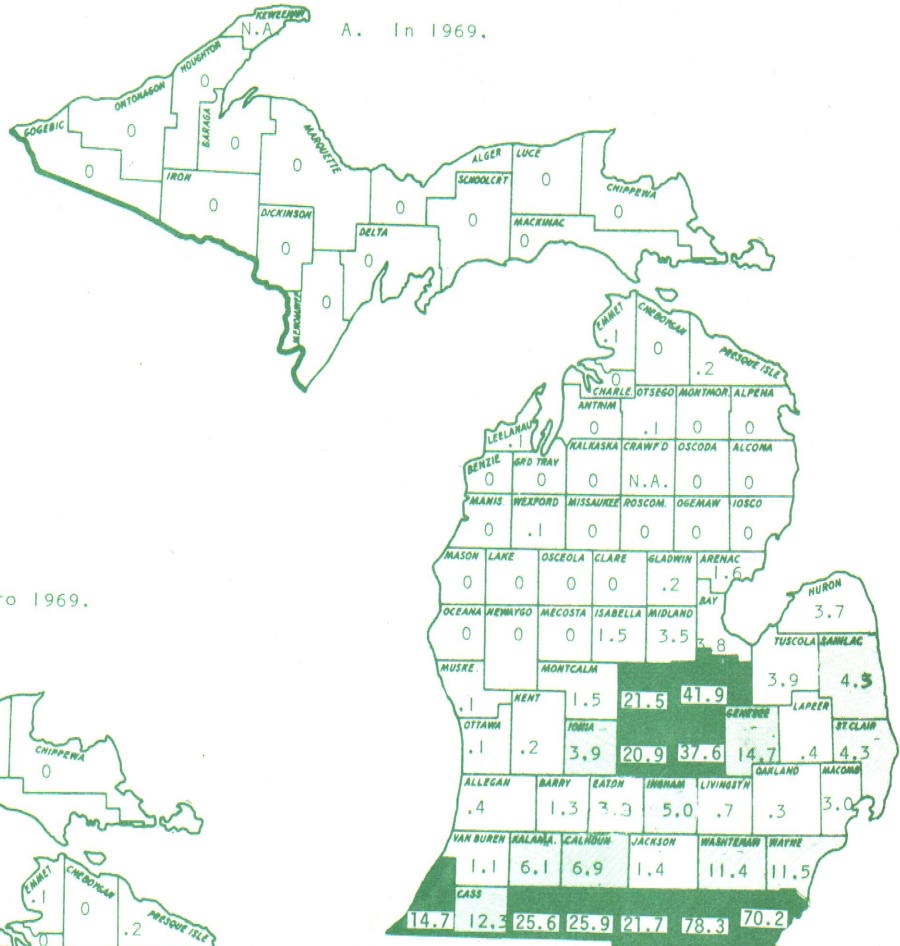 KEWEENAW
N.A.
A. In 1969.
HOUGHTON
0
ONTONAGON
0
GOGEBIC
0
BARAGA
0
MARQUETTE
0
IRON
0
ALGER
0
LUCE
0
SCHOOLCRT
0
CHIPPEWA
0
DICKINSON
0
DELTA
0
MACKINAC
0
MENOMINEE
0
EMMET
.1
CHEBOYGAN
0
PRESQUE ISLE
.2
0
CHARLE. OTSEGO MONTMOR. ALPENA
ANTRIM
0 .1 0 0
LEELANAU
.1
KALKASKA CRAWF'D OSCODA ALCONA
BENZIE GRD TRAV
0 0 0 N.A. 0 0
MANIS. WEXFORD MISSAUKEE ROSCOM. OGEMAW IOSCO
0 .1 0 0 0 0
MASON LAKE OSCEOLA CLARE GLADWIN ARENAC
0 0 0 0 .2 1.6
ro 1969.
HURON
3.7
BAY
3.8
OCEANA NEWAYGO MECOSTA ISABELLA MIDLAND
0 0 0 1.5 3.5
TUSCOLA SANILAC
3.9 4.5
MUSKE. MONTCALM
.1 1.5 21.5 41.9
KENT
GENESEE LAPEER
OTTAWA IONIA ST.CLAIR
.1 .2 3.9 20.9 37.6 14.7 .4 4.3
CHIPPEWA
0
OAKLAND MACOMB
ALLEGAN BARRY EATON INGHAM LIVINGST'N
.4 1.3 5.0 .7 .3 3.0
VAN BUREN KALAMA. CALHOUN JACKSON WASHTENAW WAYNE
1.1 6.1 6.9 1.4 11.4 11.5
CASS
14.7 12.3 25.6 25.9 21.7 78.3 70.2
EMMET
.1
CHEBOYGAN
0
PRESQUE ISLE
.2
0